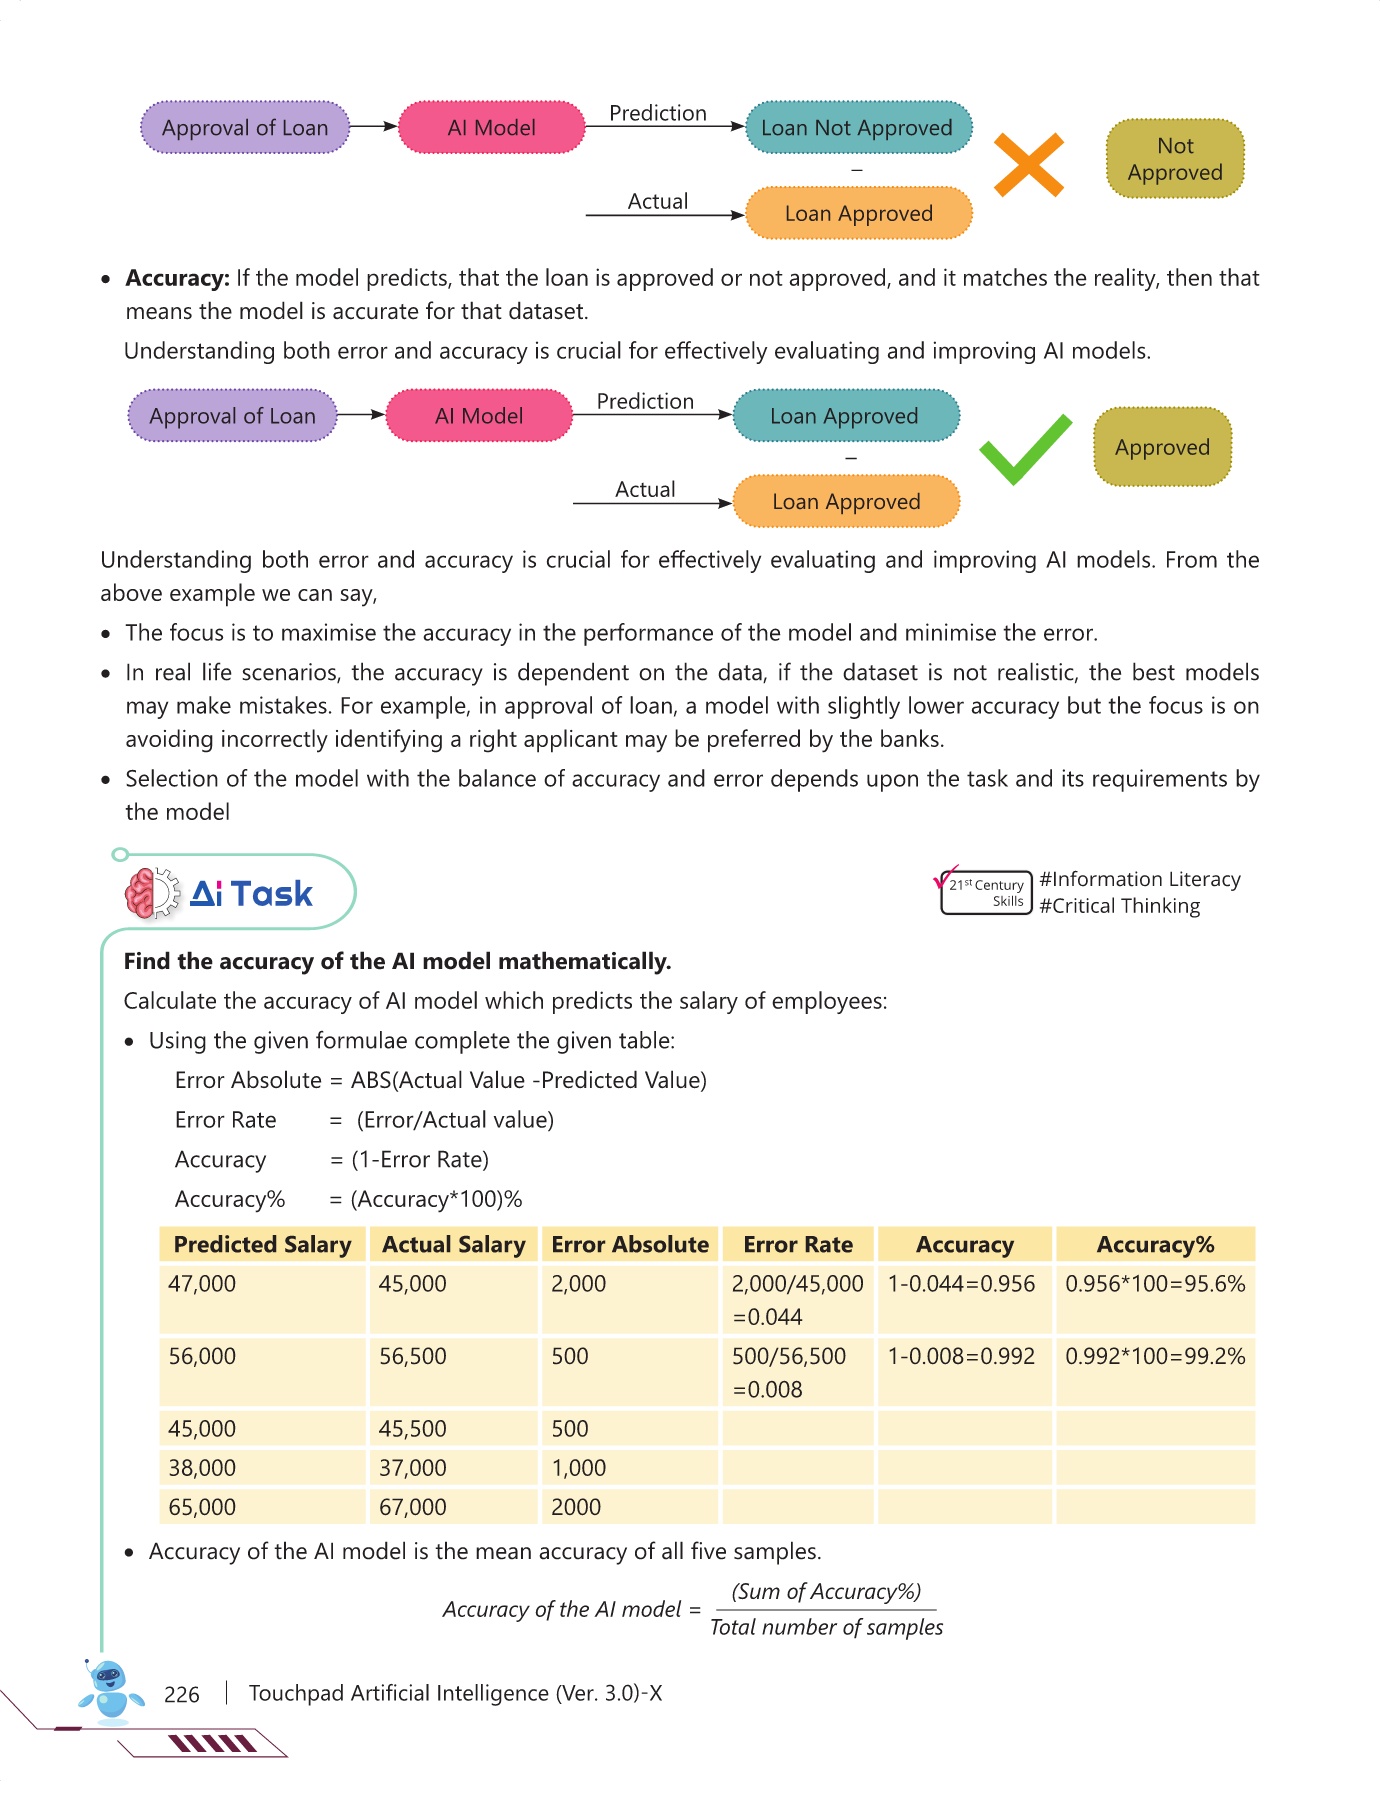 Approval of Loan
AI Model
Prediction
Loan Not Approved
–
Actual
Loan Approved
Not
Approved
• Accuracy: If the model predicts, that the loan is approved or not approved, and it matches the reality, then that
means the model is accurate for that dataset.
Understanding both error and accuracy is crucial for effectively evaluating and improving AI models.
Approval of Loan
AI Model
Prediction
Loan Approved
–
Actual
Loan Approved
Approved
Understanding both error and accuracy is crucial for effectively evaluating and improving AI models. From the
above example we can say,
• The focus is to maximise the accuracy in the performance of the model and minimise the error.
• In real life scenarios, the accuracy is dependent on the data, if the dataset is not realistic, the best models
may make mistakes. For example, in approval of loan, a model with slightly lower accuracy but the focus is on
avoiding incorrectly identifying a right applicant may be preferred by the banks.
• Selection of the model with the balance of accuracy and error depends upon the task and its requirements by
the model
Ai Task
21st Century
Skills
#Information Literacy
#Critical Thinking
Find the accuracy of the AI model mathematically.
Calculate the accuracy of AI model which predicts the salary of employees:
• Using the given formulae complete the given table:
Error Absolute = ABS(Actual Value -Predicted Value)
Error Rate = (Error/Actual value)
Accuracy = (1-Error Rate)
Accuracy% = (Accuracy*100)%
Predicted Salary Actual Salary Error Absolute Error Rate Accuracy Accuracy%
47,000 45,000 2,000 2,000/45,000 1-0.044=0.956 0.956*100=95.6%
=0.044
56,000 56,500 500 500/56,500 1-0.008=0.992 0.992*100=99.2%
=0.008
45,000 45,500 500
38,000 37,000 1,000
65,000 67,000 2000
• Accuracy of the AI model is the mean accuracy of all five samples.
Accuracy of the AI model = (Sum of Accuracy%)
Total number of samples
226 | Touchpad Artificial Intelligence (Ver. 3.0)-X